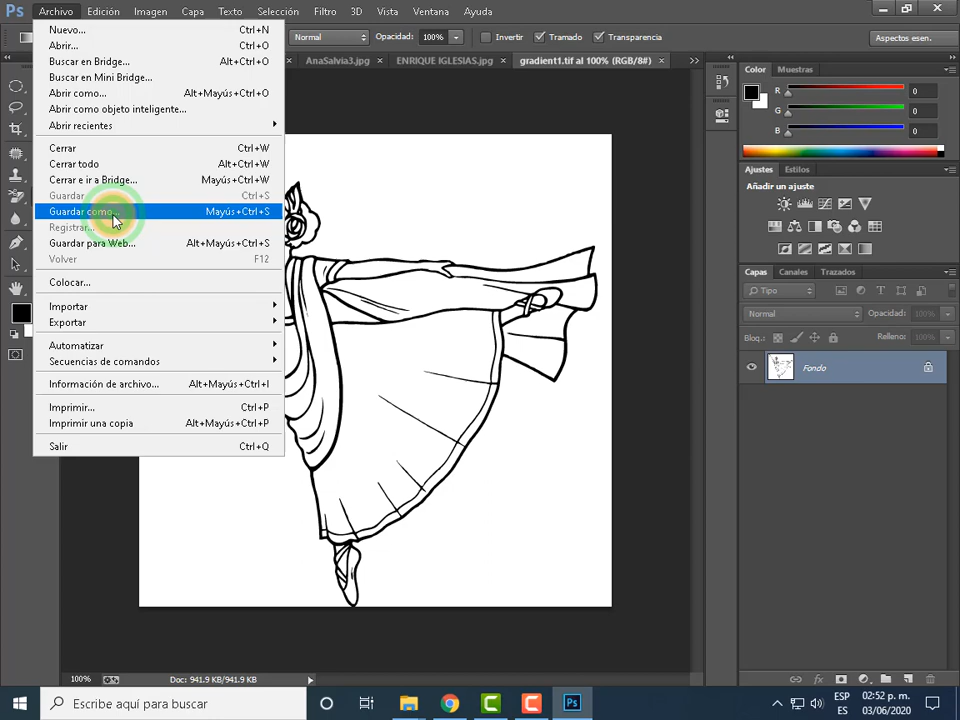 Ps Archivo Edición Imagen Capa Texto Selección Filtro 3D Vista Ventana Ayuda
Normal Opacidad: 100% Invertir Tramado Transparencia Aspectos esen.
AnaSalvia3.jpg × ENRIQUE IGLESIAS.jpg × gradient1.tif al 100% (RGB/8#) ×
Nuevo... Ctrl+N
Abrir... Ctrl+O
Buscar en Bridge... Alt+Ctrl+O
Buscar en Mini Bridge...
Abrir como... Alt+Mayús+Ctrl+O
Abrir como objeto inteligente...
Abrir recientes
Cerrar Ctrl+W
Cerrar todo Alt+Ctrl+W
Cerrar e ir a Bridge... Mayús+Ctrl+W
Guardar Ctrl+S
Guardar como... Mayús+Ctrl+S
Registrar...
Guardar para Web... Alt+Mayús+Ctrl+S
Volver F12
Colocar...
Importar
Exportar
Automatizar
Secuencias de comandos
Información de archivo... Alt+Mayús+Ctrl+I
Imprimir... Ctrl+P
Imprimir una copia Alt+Mayús+Ctrl+P
Salir Ctrl+Q
Color Muestras
R 0
G 0
B 0
Ajustes Estilos
Añadir un ajuste
Capas Canales Trazados
Tipo
Normal Opacidad: 100%
Bloq.: Relleno: 100%
Fondo
100% Doc: 941.9 KB/941.9 KB
Escribe aquí para buscar
Ps
ESP 02:52 p. m.
ES 03/06/2020